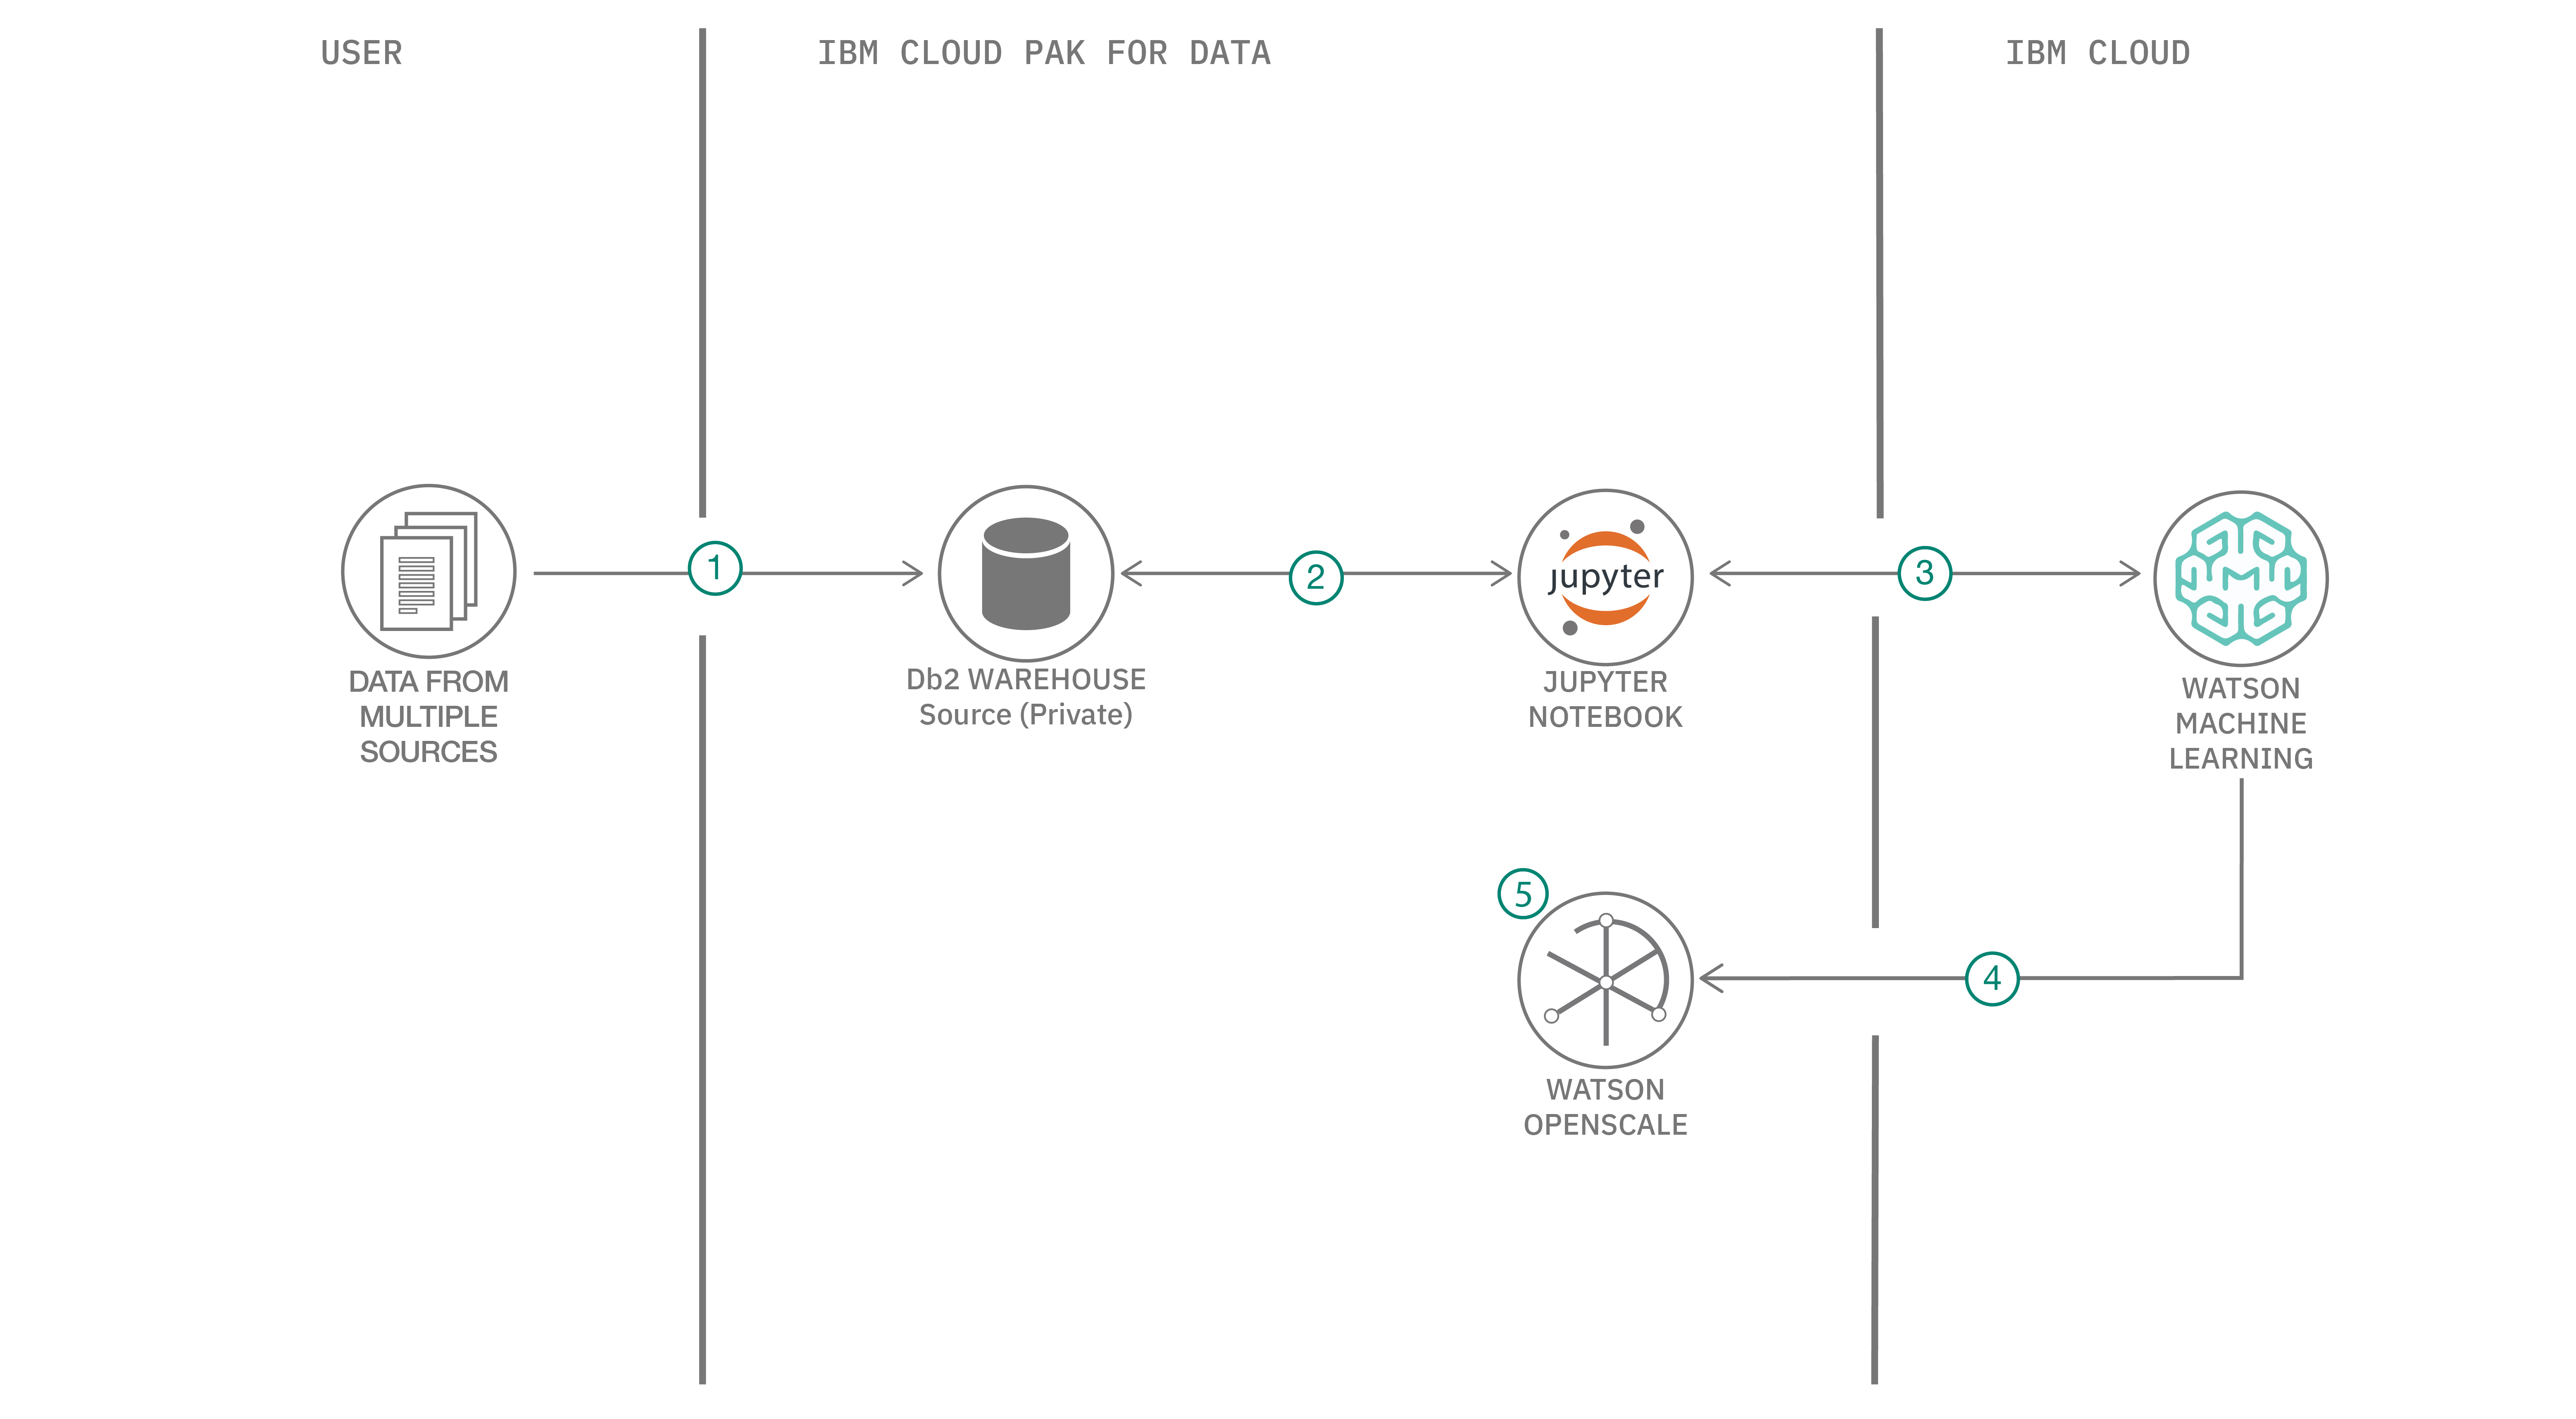 USER
IBM CLOUD PAK FOR DATA
IBM CLOUD
1
2
3
jupyter
DATA FROM
MULTIPLE
SOURCES
Db2 WAREHOUSE
Source (Private)
JUPYTER
NOTEBOOK
WATSON
MACHINE
LEARNING
5
4
WATSON
OPENSCALE